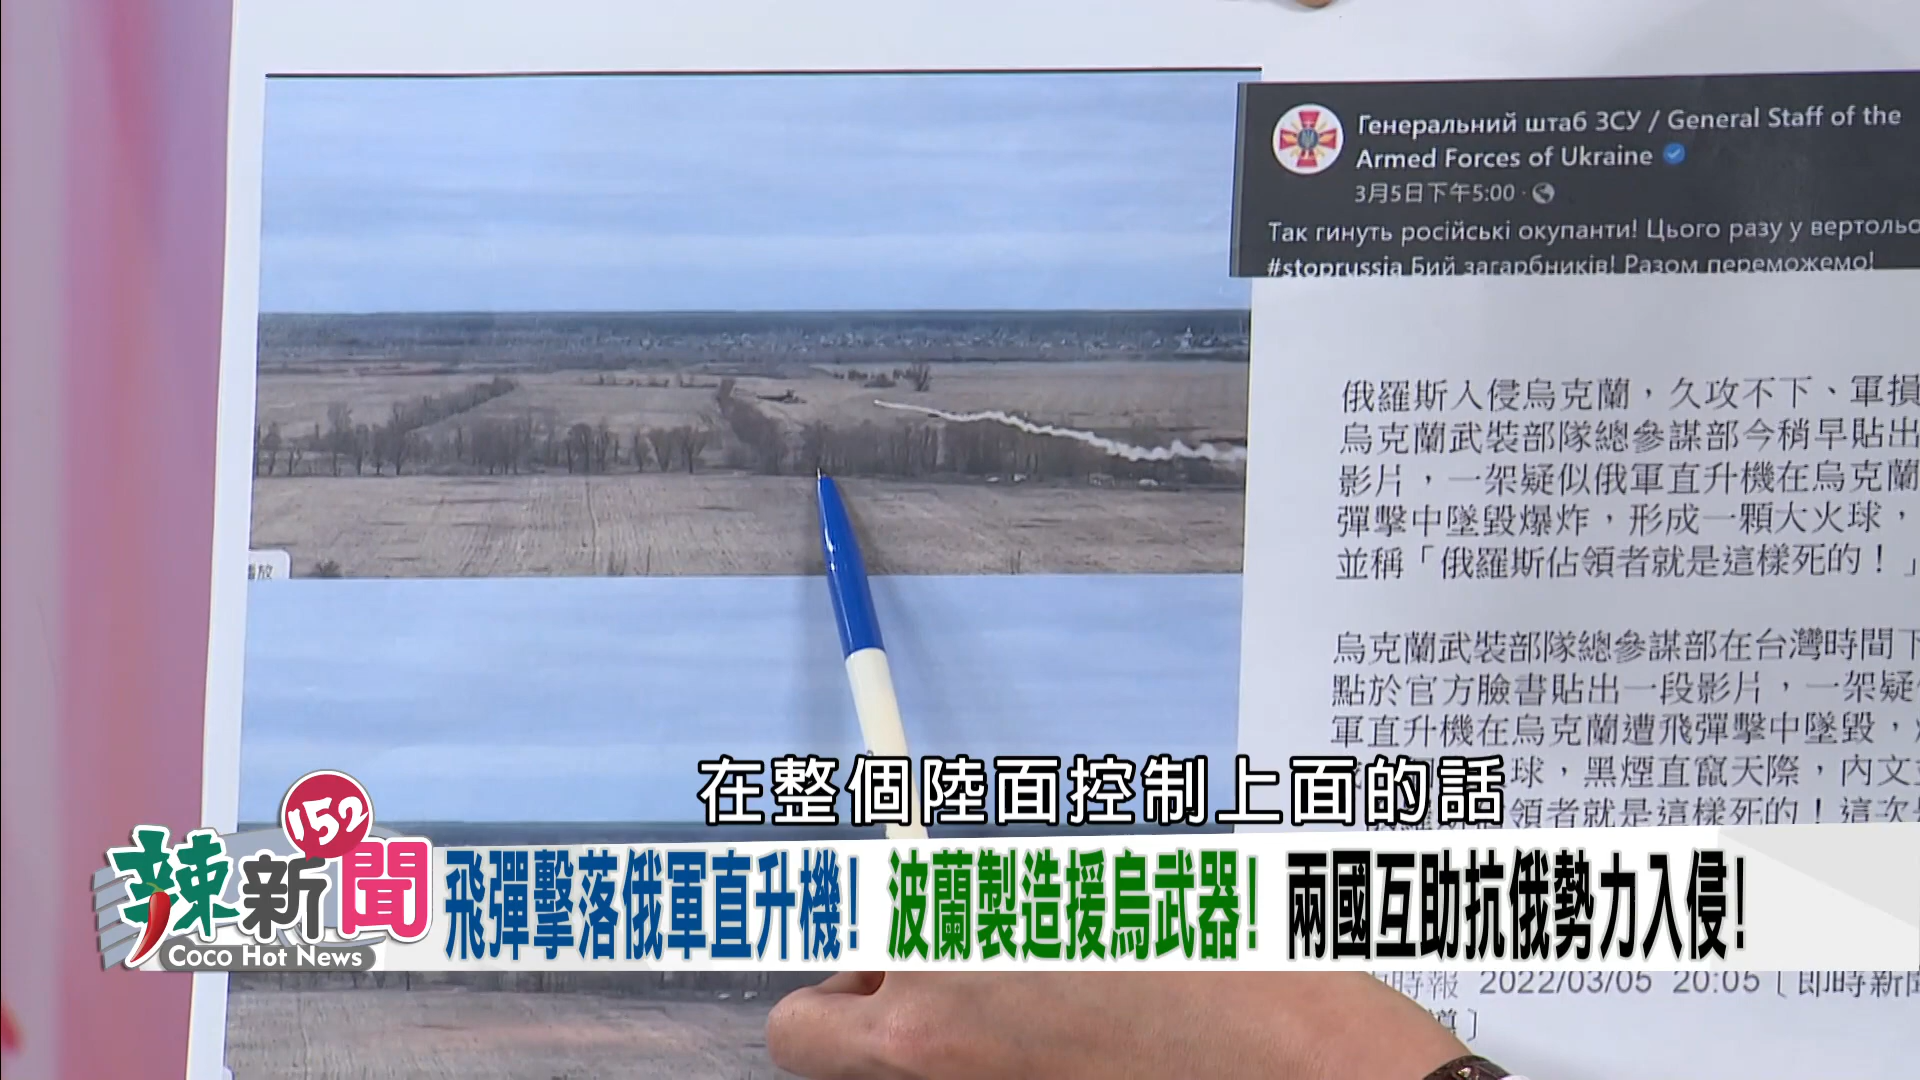 Генеральний штаб ЗСУ / General Staff of the
Armed Forces of Ukraine
3月5日下午5:00 ·
Так гинуть російські окупанти! Цього разу у вертольо
#stoprussia Бий загарбників! Разом переможемо!
俄羅斯入侵烏克蘭，久攻不下、軍損
烏克蘭武裝部隊總參謀部今稍早貼出
影片，一架疑似俄軍直升機在烏克蘭
彈擊中墜毀爆炸，形成一顆大火球，
並稱「俄羅斯佔領者就是這樣死的！」
播放
烏克蘭武裝部隊總參謀部在台灣時間下
點於官方臉書貼出一段影片，一架疑
軍直升機在烏克蘭遭飛彈擊中墜毀，
球，黑煙直竄天際，內文
領者就是這樣死的！這次
在整個陸面控制上面的話
152
辣新聞
Coco Hot News
飛彈擊落俄軍直升機！ 波蘭製造援烏武器！ 兩國互助抗俄勢力入侵！
時報 2022/03/05 20:05〔即時新聞
導〕